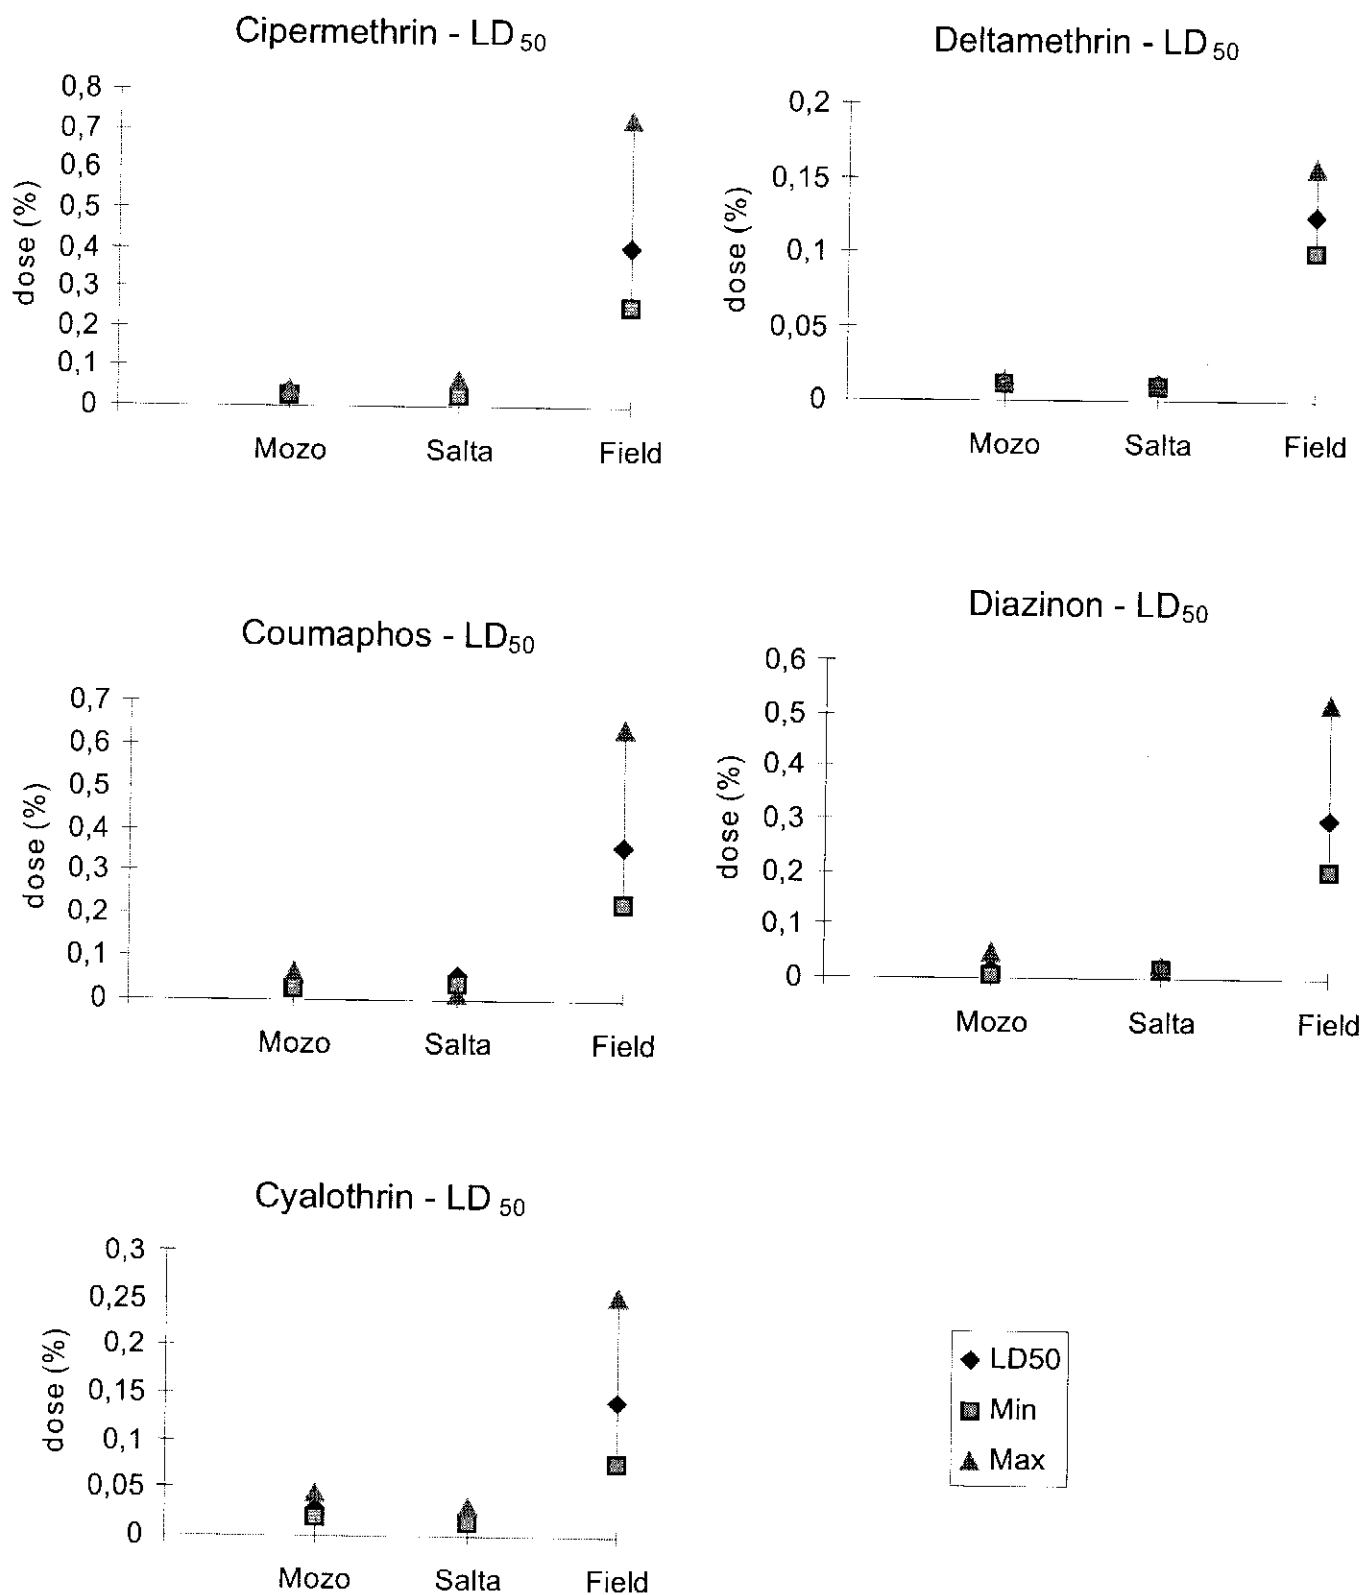 Cipermethrin - LD50
0,8
0,7
0,6
0,5
0,4
0,3
0,2
0,1
0
dose (%)
Mozo Salta Field
Deltamethrin - LD50
0,2
0,15
0,1
0,05
0
dose (%)
Mozo Salta Field
Coumaphos - LD50
0,7
0,6
0,5
0,4
0,3
0,2
0,1
0
dose (%)
Mozo Salta Field
Diazinon - LD50
0,6
0,5
0,4
0,3
0,2
0,1
0
dose (%)
Mozo Salta Field
Cyalothrin - LD50
0,3
0,25
0,2
0,15
0,1
0,05
0
dose (%)
Mozo Salta Field
LD50
Min
Max